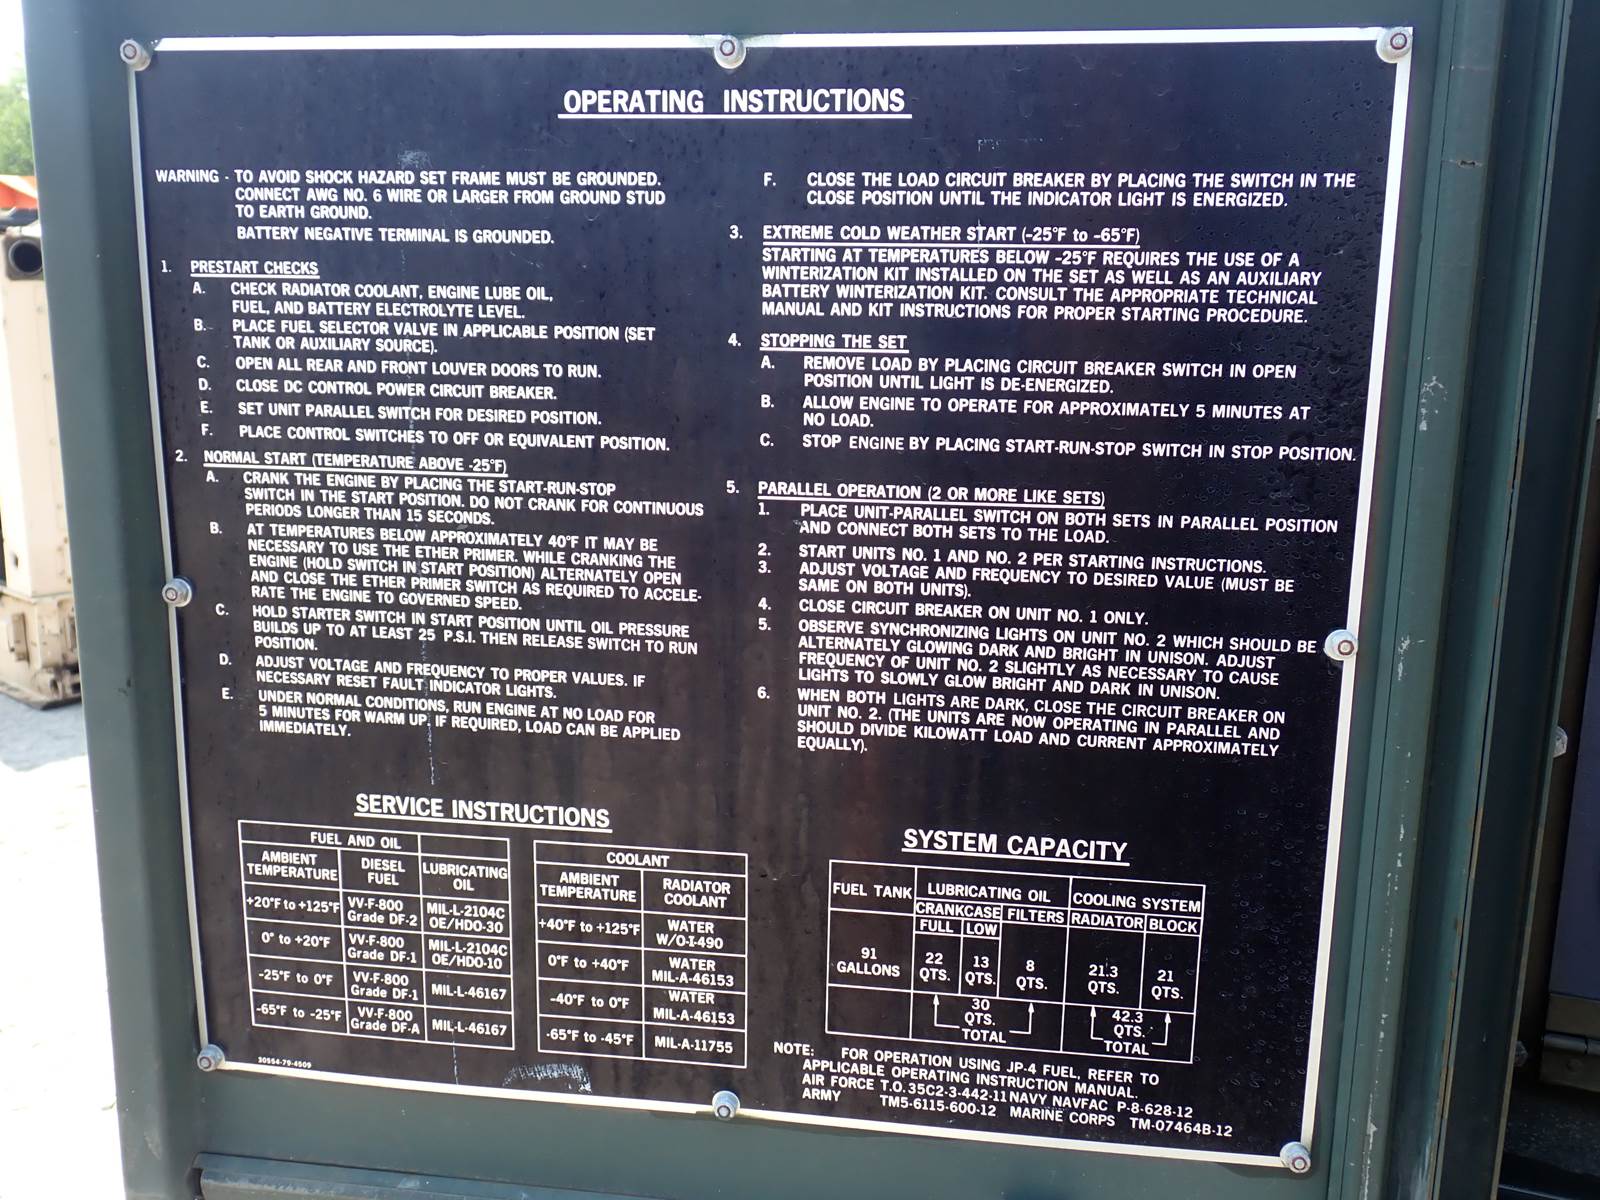 OPERATING INSTRUCTIONS
WARNING - TO AVOID SHOCK HAZARD SET FRAME MUST BE GROUNDED.
CONNECT AWG NO. 6 WIRE OR LARGER FROM GROUND STUD
TO EARTH GROUND.
BATTERY NEGATIVE TERMINAL IS GROUNDED.
1. PRESTART CHECKS
A. CHECK RADIATOR COOLANT, ENGINE LUBE OIL,
FUEL, AND BATTERY ELECTROLYTE LEVEL.
B. PLACE FUEL SELECTOR VALVE IN APPLICABLE POSITION (SET
TANK OR AUXILIARY SOURCE).
C. OPEN ALL REAR AND FRONT LOUVER DOORS TO RUN.
D. CLOSE DC CONTROL POWER CIRCUIT BREAKER.
E. SET UNIT PARALLEL SWITCH FOR DESIRED POSITION.
F. PLACE CONTROL SWITCHES TO OFF OR EQUIVALENT POSITION.
2. NORMAL START (TEMPERATURE ABOVE -25°F)
A. CRANK THE ENGINE BY PLACING THE START-RUN-STOP
SWITCH IN THE START POSITION. DO NOT CRANK FOR CONTINUOUS
PERIODS LONGER THAN 15 SECONDS.
B. AT TEMPERATURES BELOW APPROXIMATELY 40°F IT MAY BE
NECESSARY TO USE THE ETHER PRIMER. WHILE CRANKING THE
ENGINE (HOLD SWITCH IN START POSITION) ALTERNATELY OPEN
AND CLOSE THE ETHER PRIMER SWITCH AS REQUIRED TO ACCELE-
RATE THE ENGINE TO GOVERNED SPEED.
C. HOLD STARTER SWITCH IN START POSITION UNTIL OIL PRESSURE
BUILDS UP TO AT LEAST 25 P.S.I. THEN RELEASE SWITCH TO RUN
POSITION.
D. ADJUST VOLTAGE AND FREQUENCY TO PROPER VALUES. IF
NECESSARY RESET FAULT INDICATOR LIGHTS.
E. UNDER NORMAL CONDITIONS, RUN ENGINE AT NO LOAD FOR
5 MINUTES FOR WARM UP. IF REQUIRED, LOAD CAN BE APPLIED
IMMEDIATELY.
F. CLOSE THE LOAD CIRCUIT BREAKER BY PLACING THE SWITCH IN THE
CLOSE POSITION UNTIL THE INDICATOR LIGHT IS ENERGIZED.
3. EXTREME COLD WEATHER START (-25°F to -65°F)
STARTING AT TEMPERATURES BELOW -25°F REQUIRES THE USE OF A
WINTERIZATION KIT INSTALLED ON THE SET AS WELL AS AN AUXILIARY
BATTERY WINTERIZATION KIT. CONSULT THE APPROPRIATE TECHNICAL
MANUAL AND KIT INSTRUCTIONS FOR PROPER STARTING PROCEDURE.
4. STOPPING THE SET
A. REMOVE LOAD BY PLACING CIRCUIT BREAKER SWITCH IN OPEN
POSITION UNTIL LIGHT IS DE-ENERGIZED.
B. ALLOW ENGINE TO OPERATE FOR APPROXIMATELY 5 MINUTES AT
NO LOAD.
C. STOP ENGINE BY PLACING START-RUN-STOP SWITCH IN STOP POSITION.
5. PARALLEL OPERATION (2 OR MORE LIKE SETS)
1. PLACE UNIT-PARALLEL SWITCH ON BOTH SETS IN PARALLEL POSITION
AND CONNECT BOTH SETS TO THE LOAD.
2. START UNITS NO. 1 AND NO. 2 PER STARTING INSTRUCTIONS.
3. ADJUST VOLTAGE AND FREQUENCY TO DESIRED VALUE (MUST BE
SAME ON BOTH UNITS).
4. CLOSE CIRCUIT BREAKER ON UNIT NO. 1 ONLY.
5. OBSERVE SYNCHRONIZING LIGHTS ON UNIT NO. 2 WHICH SHOULD BE
ALTERNATELY GLOWING DARK AND BRIGHT IN UNISON. ADJUST
FREQUENCY OF UNIT NO. 2 SLIGHTLY AS NECESSARY TO CAUSE
LIGHTS TO SLOWLY GLOW BRIGHT AND DARK IN UNISON.
6. WHEN BOTH LIGHTS ARE DARK, CLOSE THE CIRCUIT BREAKER ON
UNIT NO. 2. (THE UNITS ARE NOW OPERATING IN PARALLEL AND
SHOULD DIVIDE KILOWATT LOAD AND CURRENT APPROXIMATELY
EQUALLY).
SERVICE INSTRUCTIONS
FUEL AND OIL
AMBIENT TEMPERATURE DIESEL FUEL LUBRICATING OIL
+20°F to +125°F VV-F-800 Grade DF-2 MIL-L-2104C OE/HDO-30
0° to +20°F VV-F-800 Grade DF-1 MIL-L-2104C OE/HDO-10
-25°F to 0°F VV-F-800 Grade DF-1 MIL-L-46167
-65°F to -25°F VV-F-800 Grade DF-A MIL-L-46167
30554-79-4509
COOLANT
AMBIENT TEMPERATURE RADIATOR COOLANT
+40°F to +125°F WATER W/O-I-490
0°F to +40°F WATER MIL-A-46153
-40°F to 0°F WATER MIL-A-46153
-65°F to -45°F MIL-A-11755
SYSTEM CAPACITY
FUEL TANK LUBRICATING OIL COOLING SYSTEM
CRANKCASE FILTERS RADIATOR BLOCK
FULL LOW
91 GALLONS 22 QTS. 13 QTS. 8 QTS. 21.3 QTS. 21 QTS.
30 QTS. TOTAL 42.3 QTS. TOTAL
NOTE: FOR OPERATION USING JP-4 FUEL, REFER TO
APPLICABLE OPERATING INSTRUCTION MANUAL.
AIR FORCE T.O.35C2-3-442-11 NAVY NAVFAC P-8-628-12
ARMY TM5-6115-600-12 MARINE CORPS TM-07464B-12